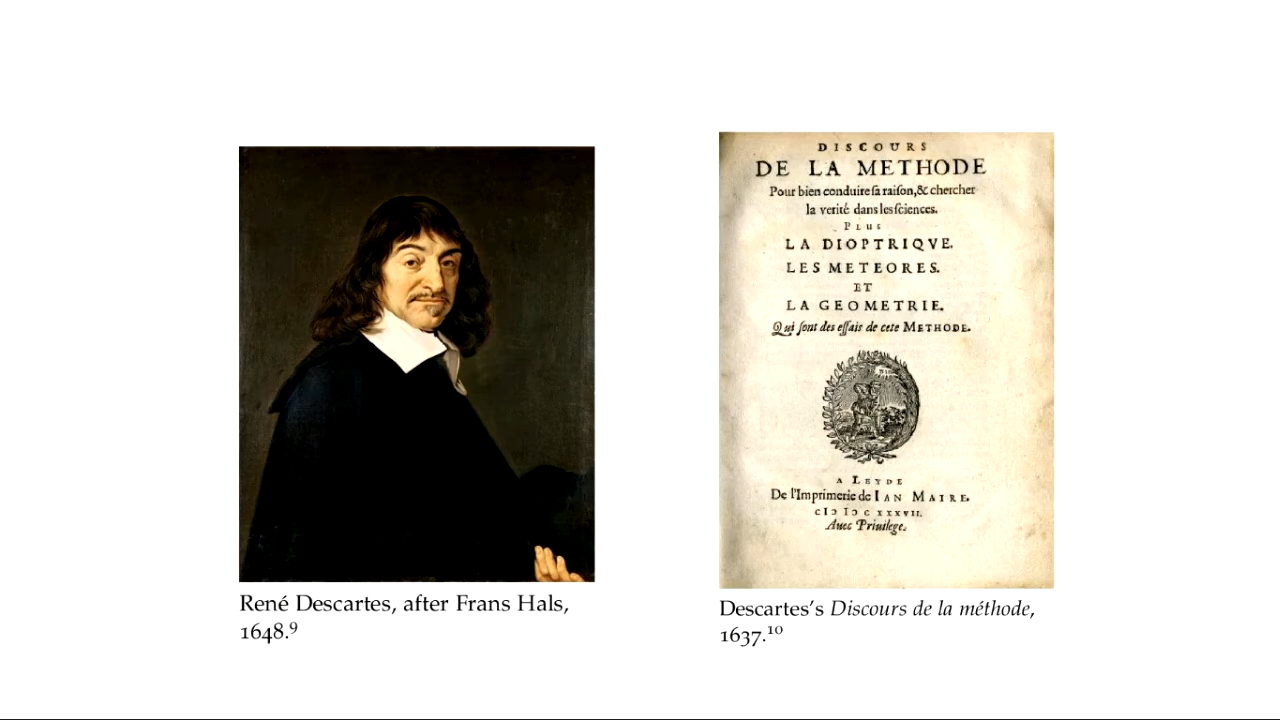 DISCOURS
DE LA METHODE
Pour bien conduire sa raison, & chercher
la verité dans les sciences.
PLUS
LA DIOPTRIQVE.
LES METEORES.
ET
LA GEOMETRIE.
Qui sont des essais de cete METHODE.
A LEYDE
De l'Imprimerie de IAN MAIRE.
cIↃ IↃ c xxxvii.
Auec Priuilege.
René Descartes, after Frans Hals,
1648.⁹
Descartes's Discours de la méthode,
1637.¹⁰